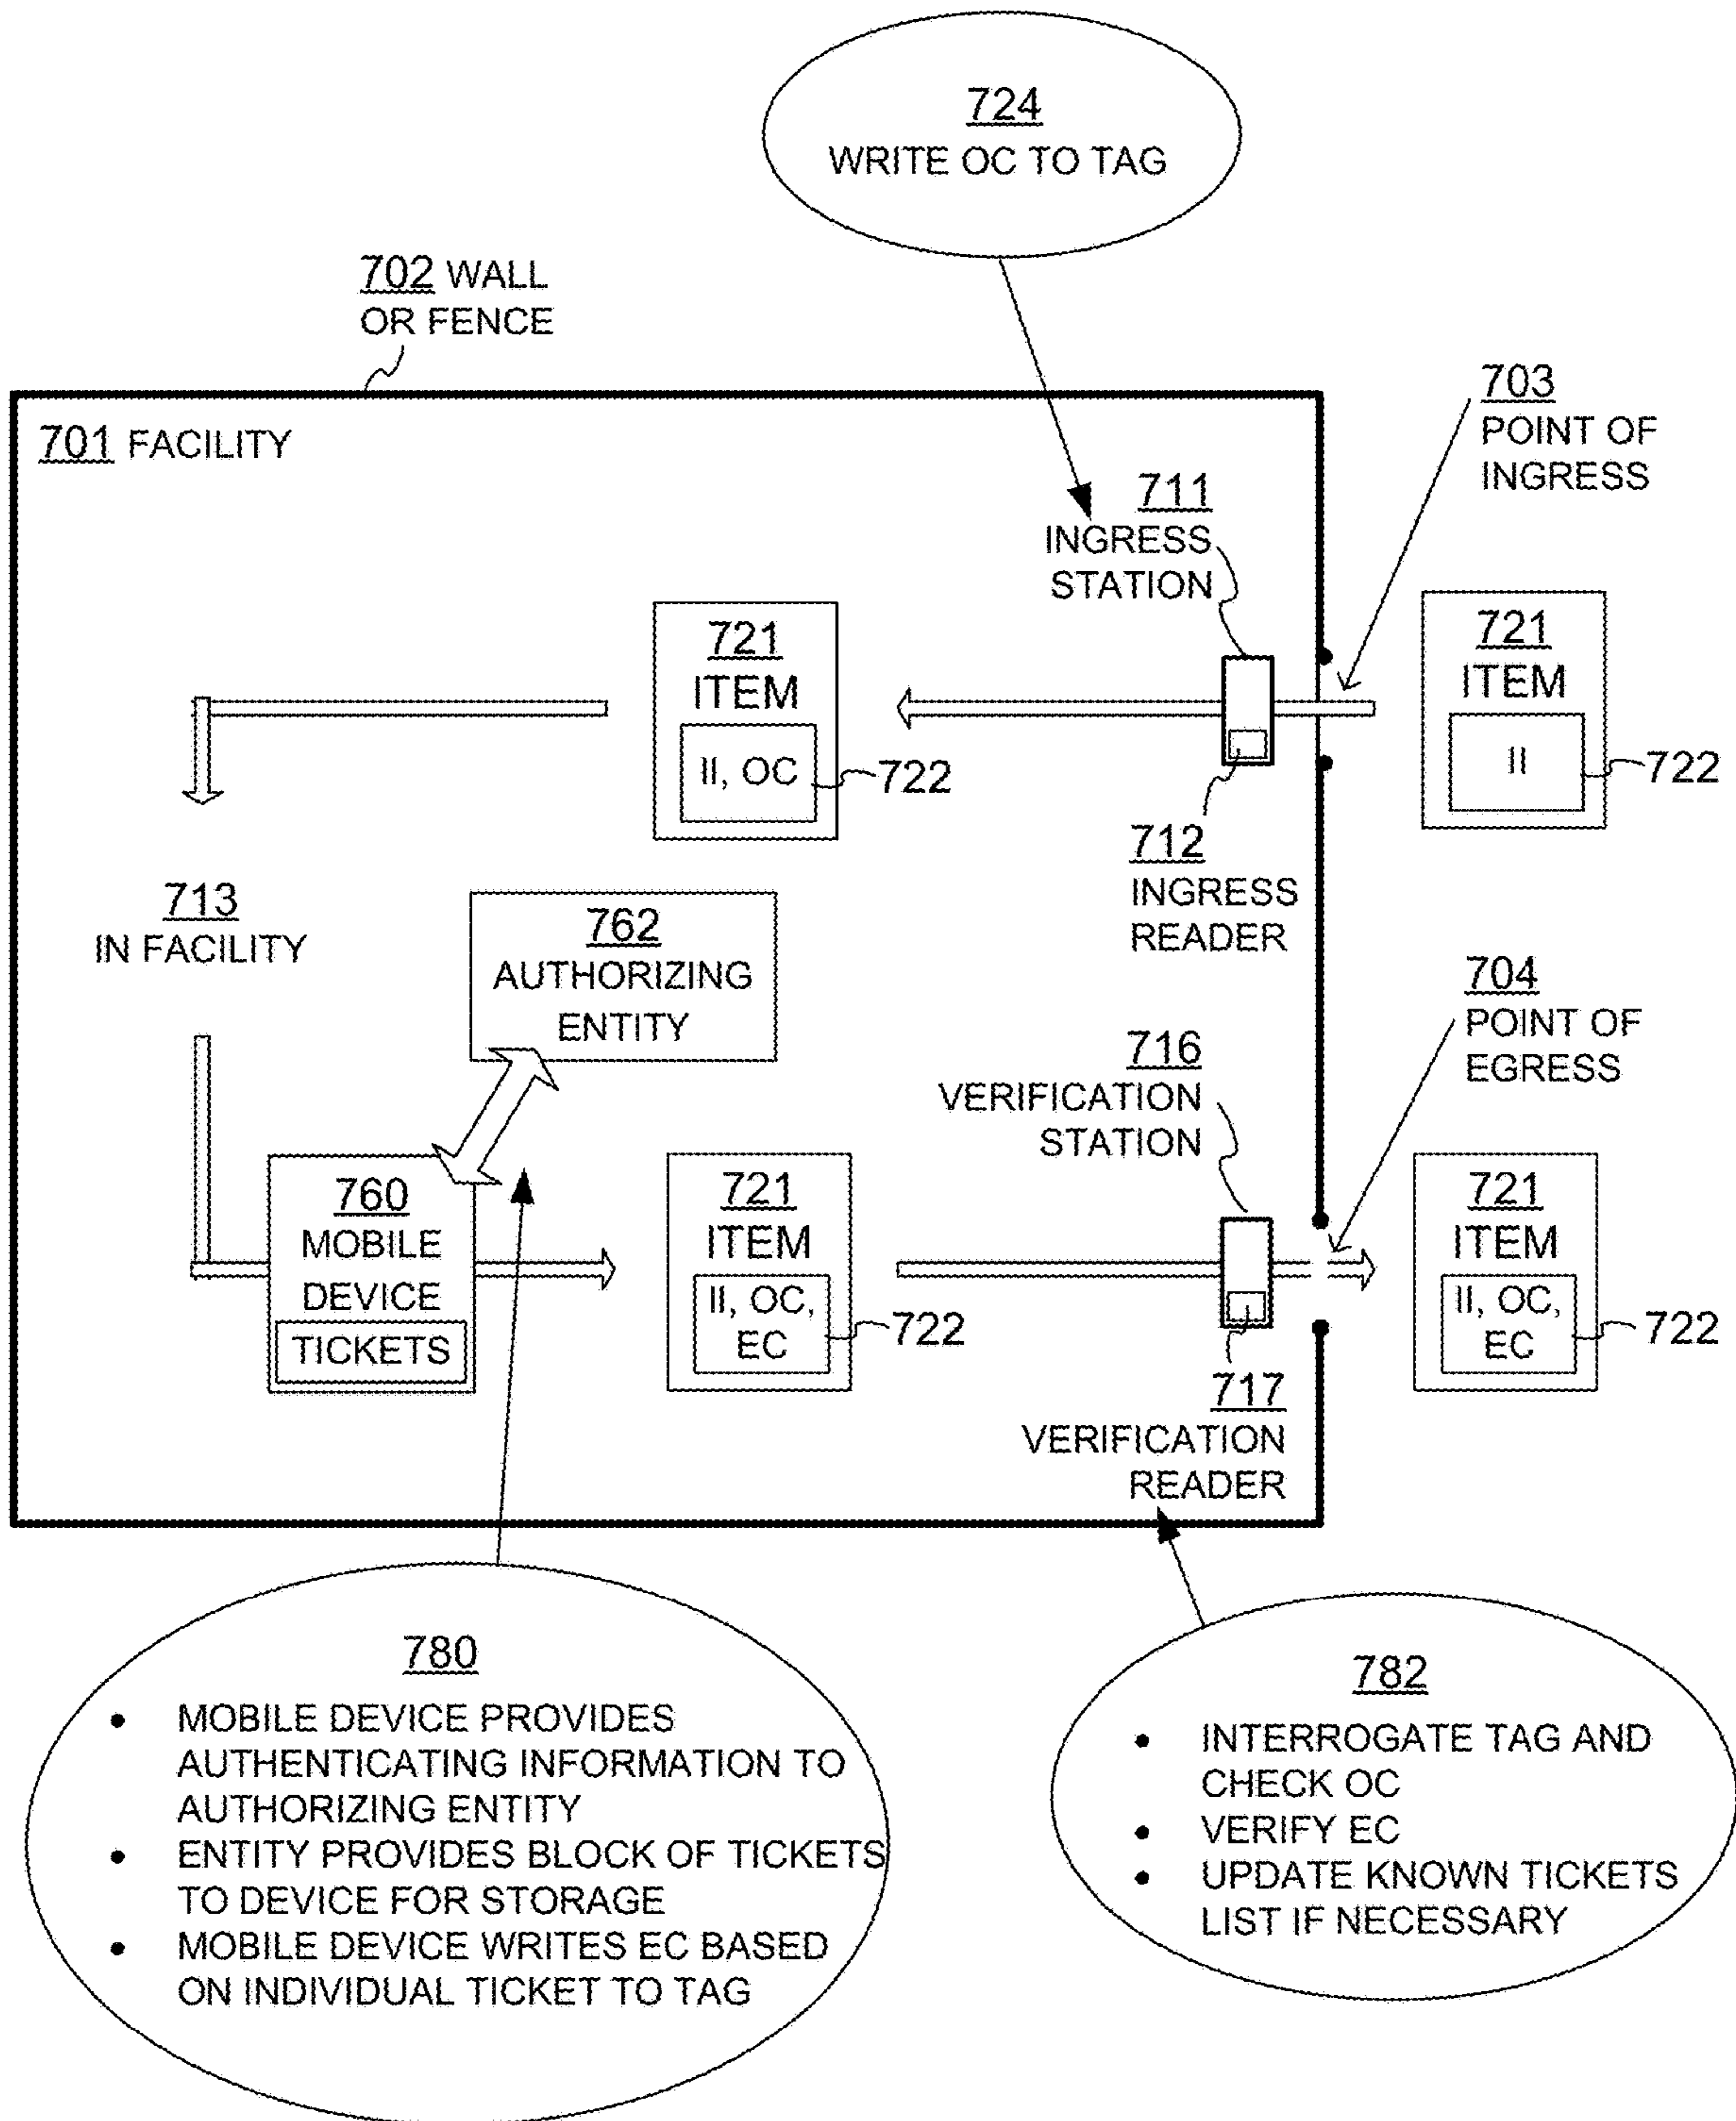 724
WRITE OC TO TAG
702 WALL
OR FENCE
703
POINT OF
INGRESS
701 FACILITY
711
INGRESS
STATION
721
ITEM
II, OC
722
721
ITEM
II
722
712
INGRESS
READER
713
IN FACILITY
762
AUTHORIZING
ENTITY
704
POINT OF
EGRESS
716
VERIFICATION
STATION
760
MOBILE
DEVICE
TICKETS
721
ITEM
II, OC,
EC
722
721
ITEM
II, OC,
EC
722
717
VERIFICATION
READER
780
• MOBILE DEVICE PROVIDES
AUTHENTICATING INFORMATION TO
AUTHORIZING ENTITY
• ENTITY PROVIDES BLOCK OF TICKETS
TO DEVICE FOR STORAGE
• MOBILE DEVICE WRITES EC BASED
ON INDIVIDUAL TICKET TO TAG
782
• INTERROGATE TAG AND
CHECK OC
• VERIFY EC
• UPDATE KNOWN TICKETS
LIST IF NECESSARY